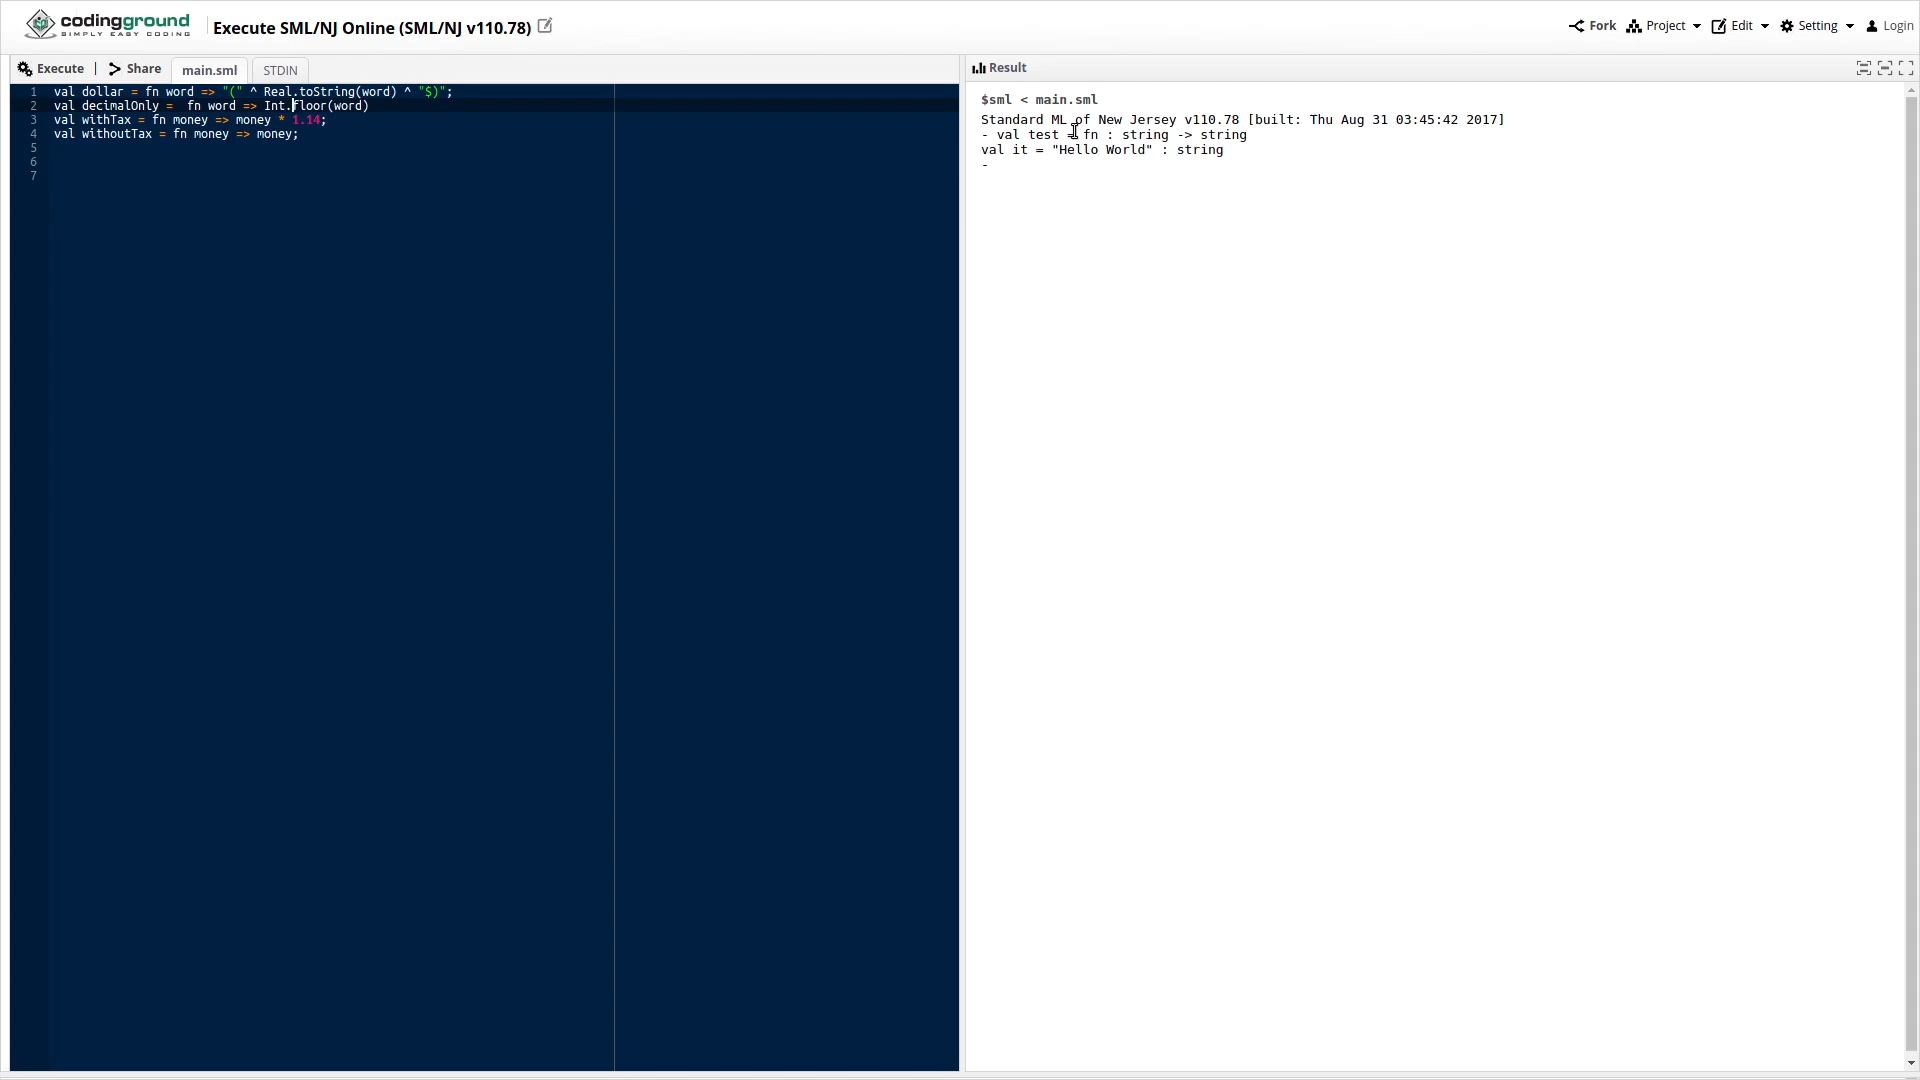 codingground
SIMPLY EASY CODING
Execute SML/NJ Online (SML/NJ v110.78)
Fork
Project
Edit
Setting
Login
Execute | Share
main.sml
STDIN
1 val dollar = fn word => "(" ^ Real.toString(word) ^ "$)";
2 val decimalOnly =  fn word => Int.floor(word)
3 val withTax = fn money => money * 1.14;
4 val withoutTax = fn money => money;
5
6
7
Result
$sml < main.sml
Standard ML of New Jersey v110.78 [built: Thu Aug 31 03:45:42 2017]
- val test = fn : string -> string
val it = "Hello World" : string
-